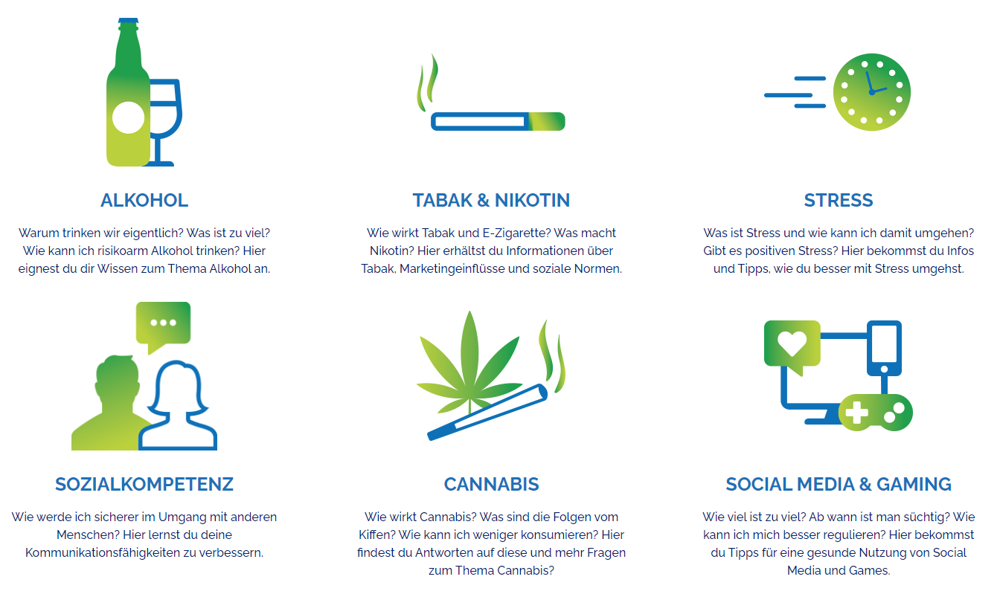 ALKOHOL
Warum trinken wir eigentlich? Was ist zu viel?
Wie kann ich risikoarm Alkohol trinken? Hier
eignest du dir Wissen zum Thema Alkohol an.
TABAK & NIKOTIN
Wie wirkt Tabak und E-Zigarette? Was macht
Nikotin? Hier erhältst du Informationen über
Tabak, Marketingeinflüsse und soziale Normen.
STRESS
Was ist Stress und wie kann ich damit umgehen?
Gibt es positiven Stress? Hier bekommst du Infos
und Tipps, wie du besser mit Stress umgehst.
SOZIALKOMPETENZ
Wie werde ich sicherer im Umgang mit anderen
Menschen? Hier lernst du deine
Kommunikationsfähigkeiten zu verbessern.
CANNABIS
Wie wirkt Cannabis? Was sind die Folgen vom
Kiffen? Wie kann ich weniger konsumieren? Hier
findest du Antworten auf diese und mehr Fragen
zum Thema Cannabis?
SOCIAL MEDIA & GAMING
Wie viel ist zu viel? Ab wann ist man süchtig? Wie
kann ich mich besser regulieren? Hier bekommst
du Tipps für eine gesunde Nutzung von Social
Media und Games.